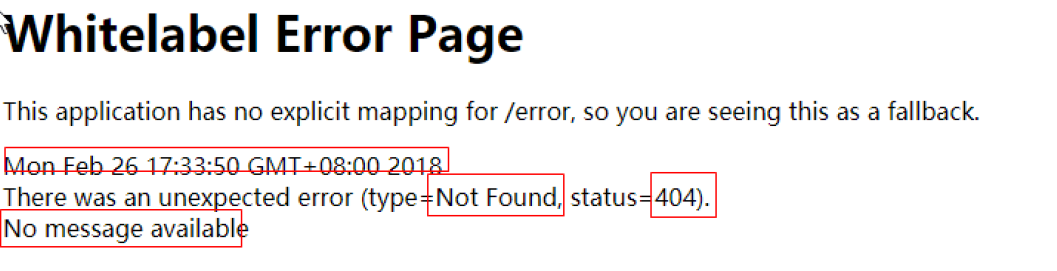 Whitelabel Error Page
This application has no explicit mapping for /error, so you are seeing this as a fallback.
Mon Feb 26 17:33:50 GMT+08:00 2018
There was an unexpected error (type=Not Found, status=404).
No message available